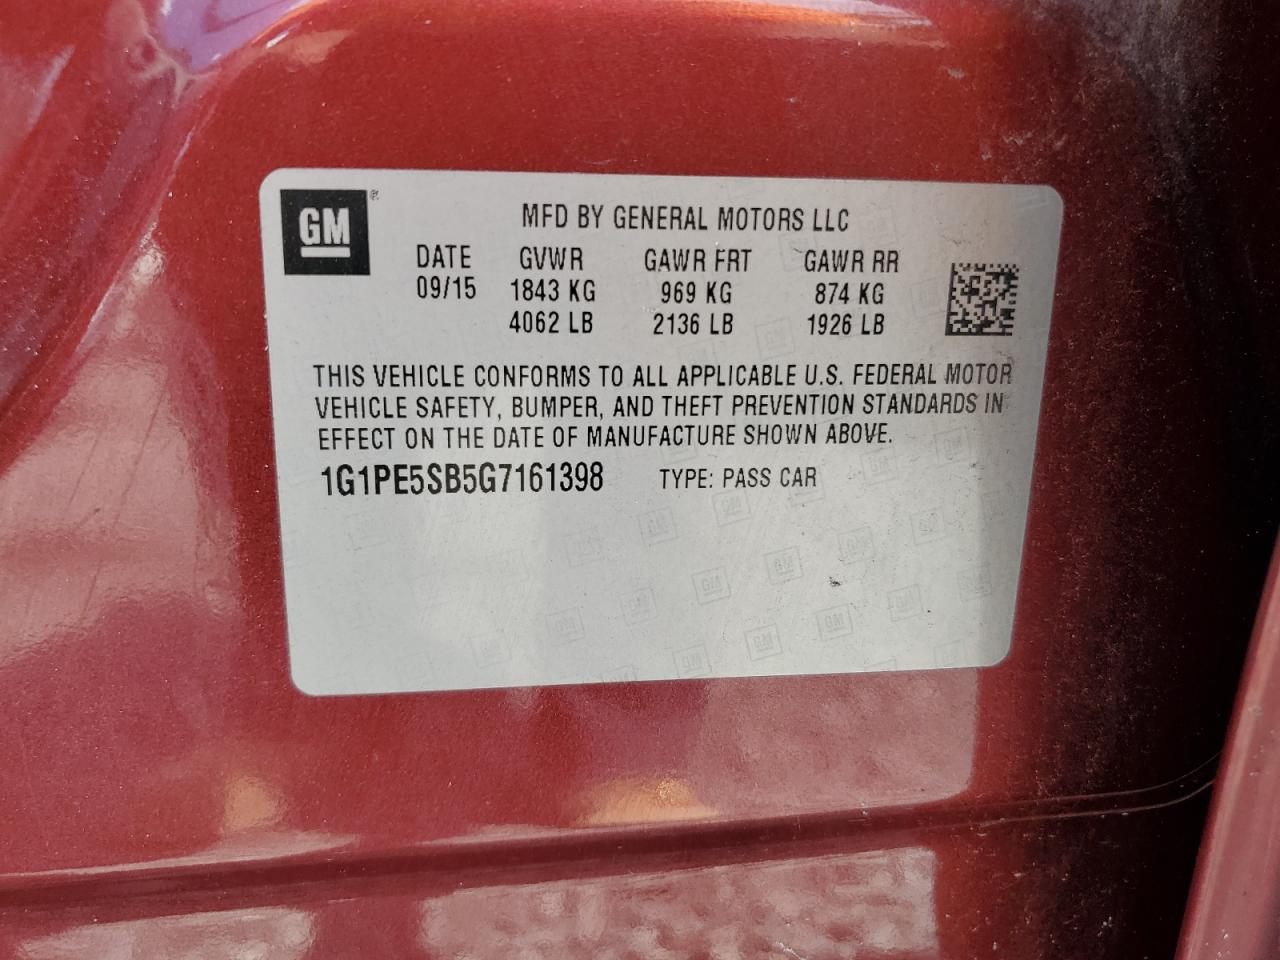 GM®
MFD BY GENERAL MOTORS LLC
DATE GVWR GAWR FRT GAWR RR
09/15 1843 KG 969 KG 874 KG
4062 LB 2136 LB 1926 LB
THIS VEHICLE CONFORMS TO ALL APPLICABLE U.S. FEDERAL MOTOR
VEHICLE SAFETY, BUMPER, AND THEFT PREVENTION STANDARDS IN
EFFECT ON THE DATE OF MANUFACTURE SHOWN ABOVE.
1G1PE5SB5G7161398 TYPE: PASS CAR